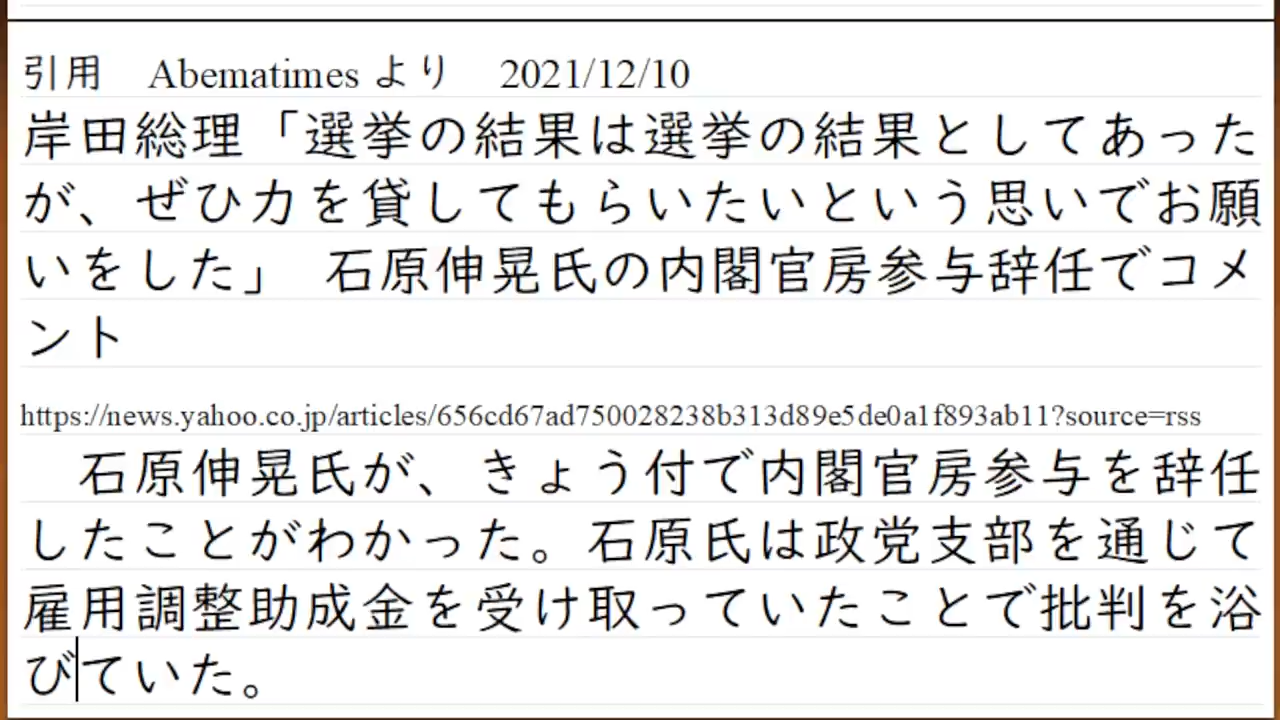 引用　Abematimes より　2021/12/10
岸田総理「選挙の結果は選挙の結果としてあった
が、ぜひ力を貸してもらいたいという思いでお願
いをした」　石原伸晃氏の内閣官房参与辞任でコメ
ント
https://news.yahoo.co.jp/articles/656cd67ad750028238b313d89e5de0a1f893ab11?source=rss
　石原伸晃氏が、きょう付で内閣官房参与を辞任
したことがわかった。石原氏は政党支部を通じて
雇用調整助成金を受け取っていたことで批判を浴
びていた。